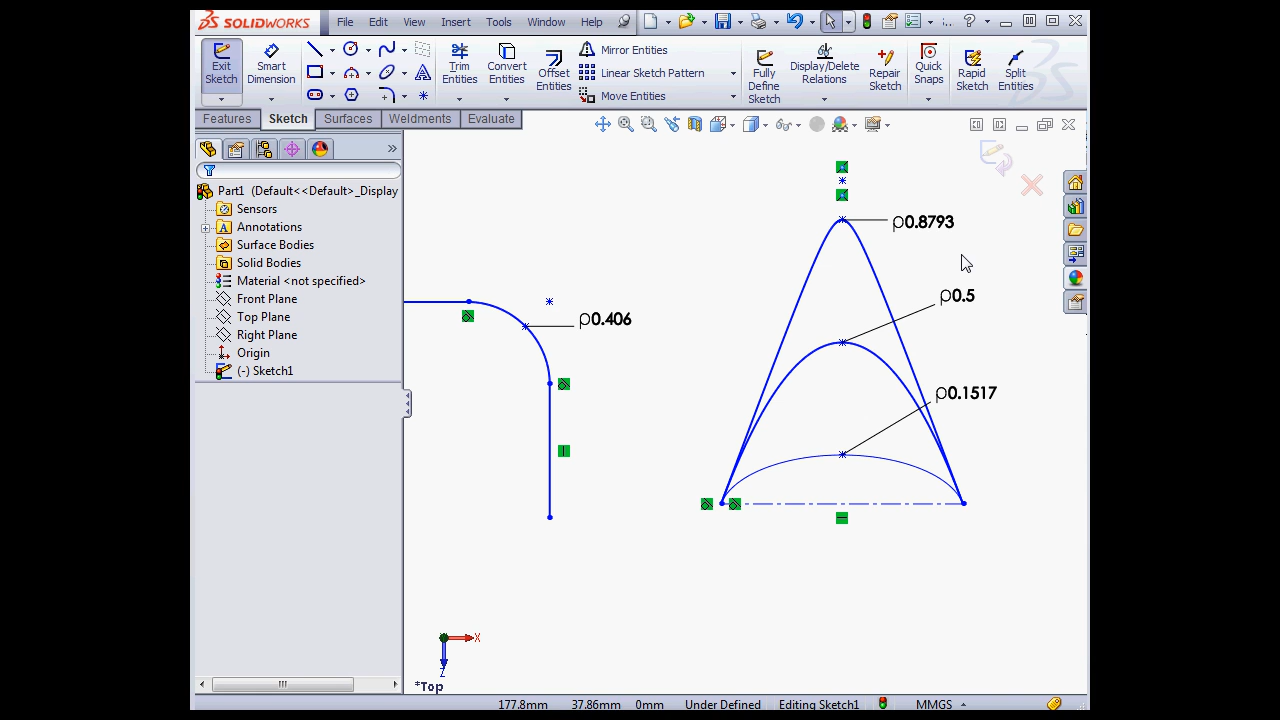 SOLIDWORKS File Edit View Insert Tools Window Help
Exit Sketch
Smart Dimension
Trim Entities
Convert Entities
Offset Entities
Mirror Entities
Linear Sketch Pattern
Move Entities
Fully Define Sketch
Display/Delete Relations
Repair Sketch
Quick Snaps
Rapid Sketch
Split Entities
Features Sketch Surfaces Weldments Evaluate
Part1 (Default<<Default>_Display
Sensors
Annotations
Surface Bodies
Solid Bodies
Material <not specified>
Front Plane
Top Plane
Right Plane
Origin
(-) Sketch1
ρ0.8793
ρ0.5
ρ0.406
ρ0.1517
X
Z
*Top
177.8mm 37.86mm 0mm Under Defined Editing Sketch1 MMGS